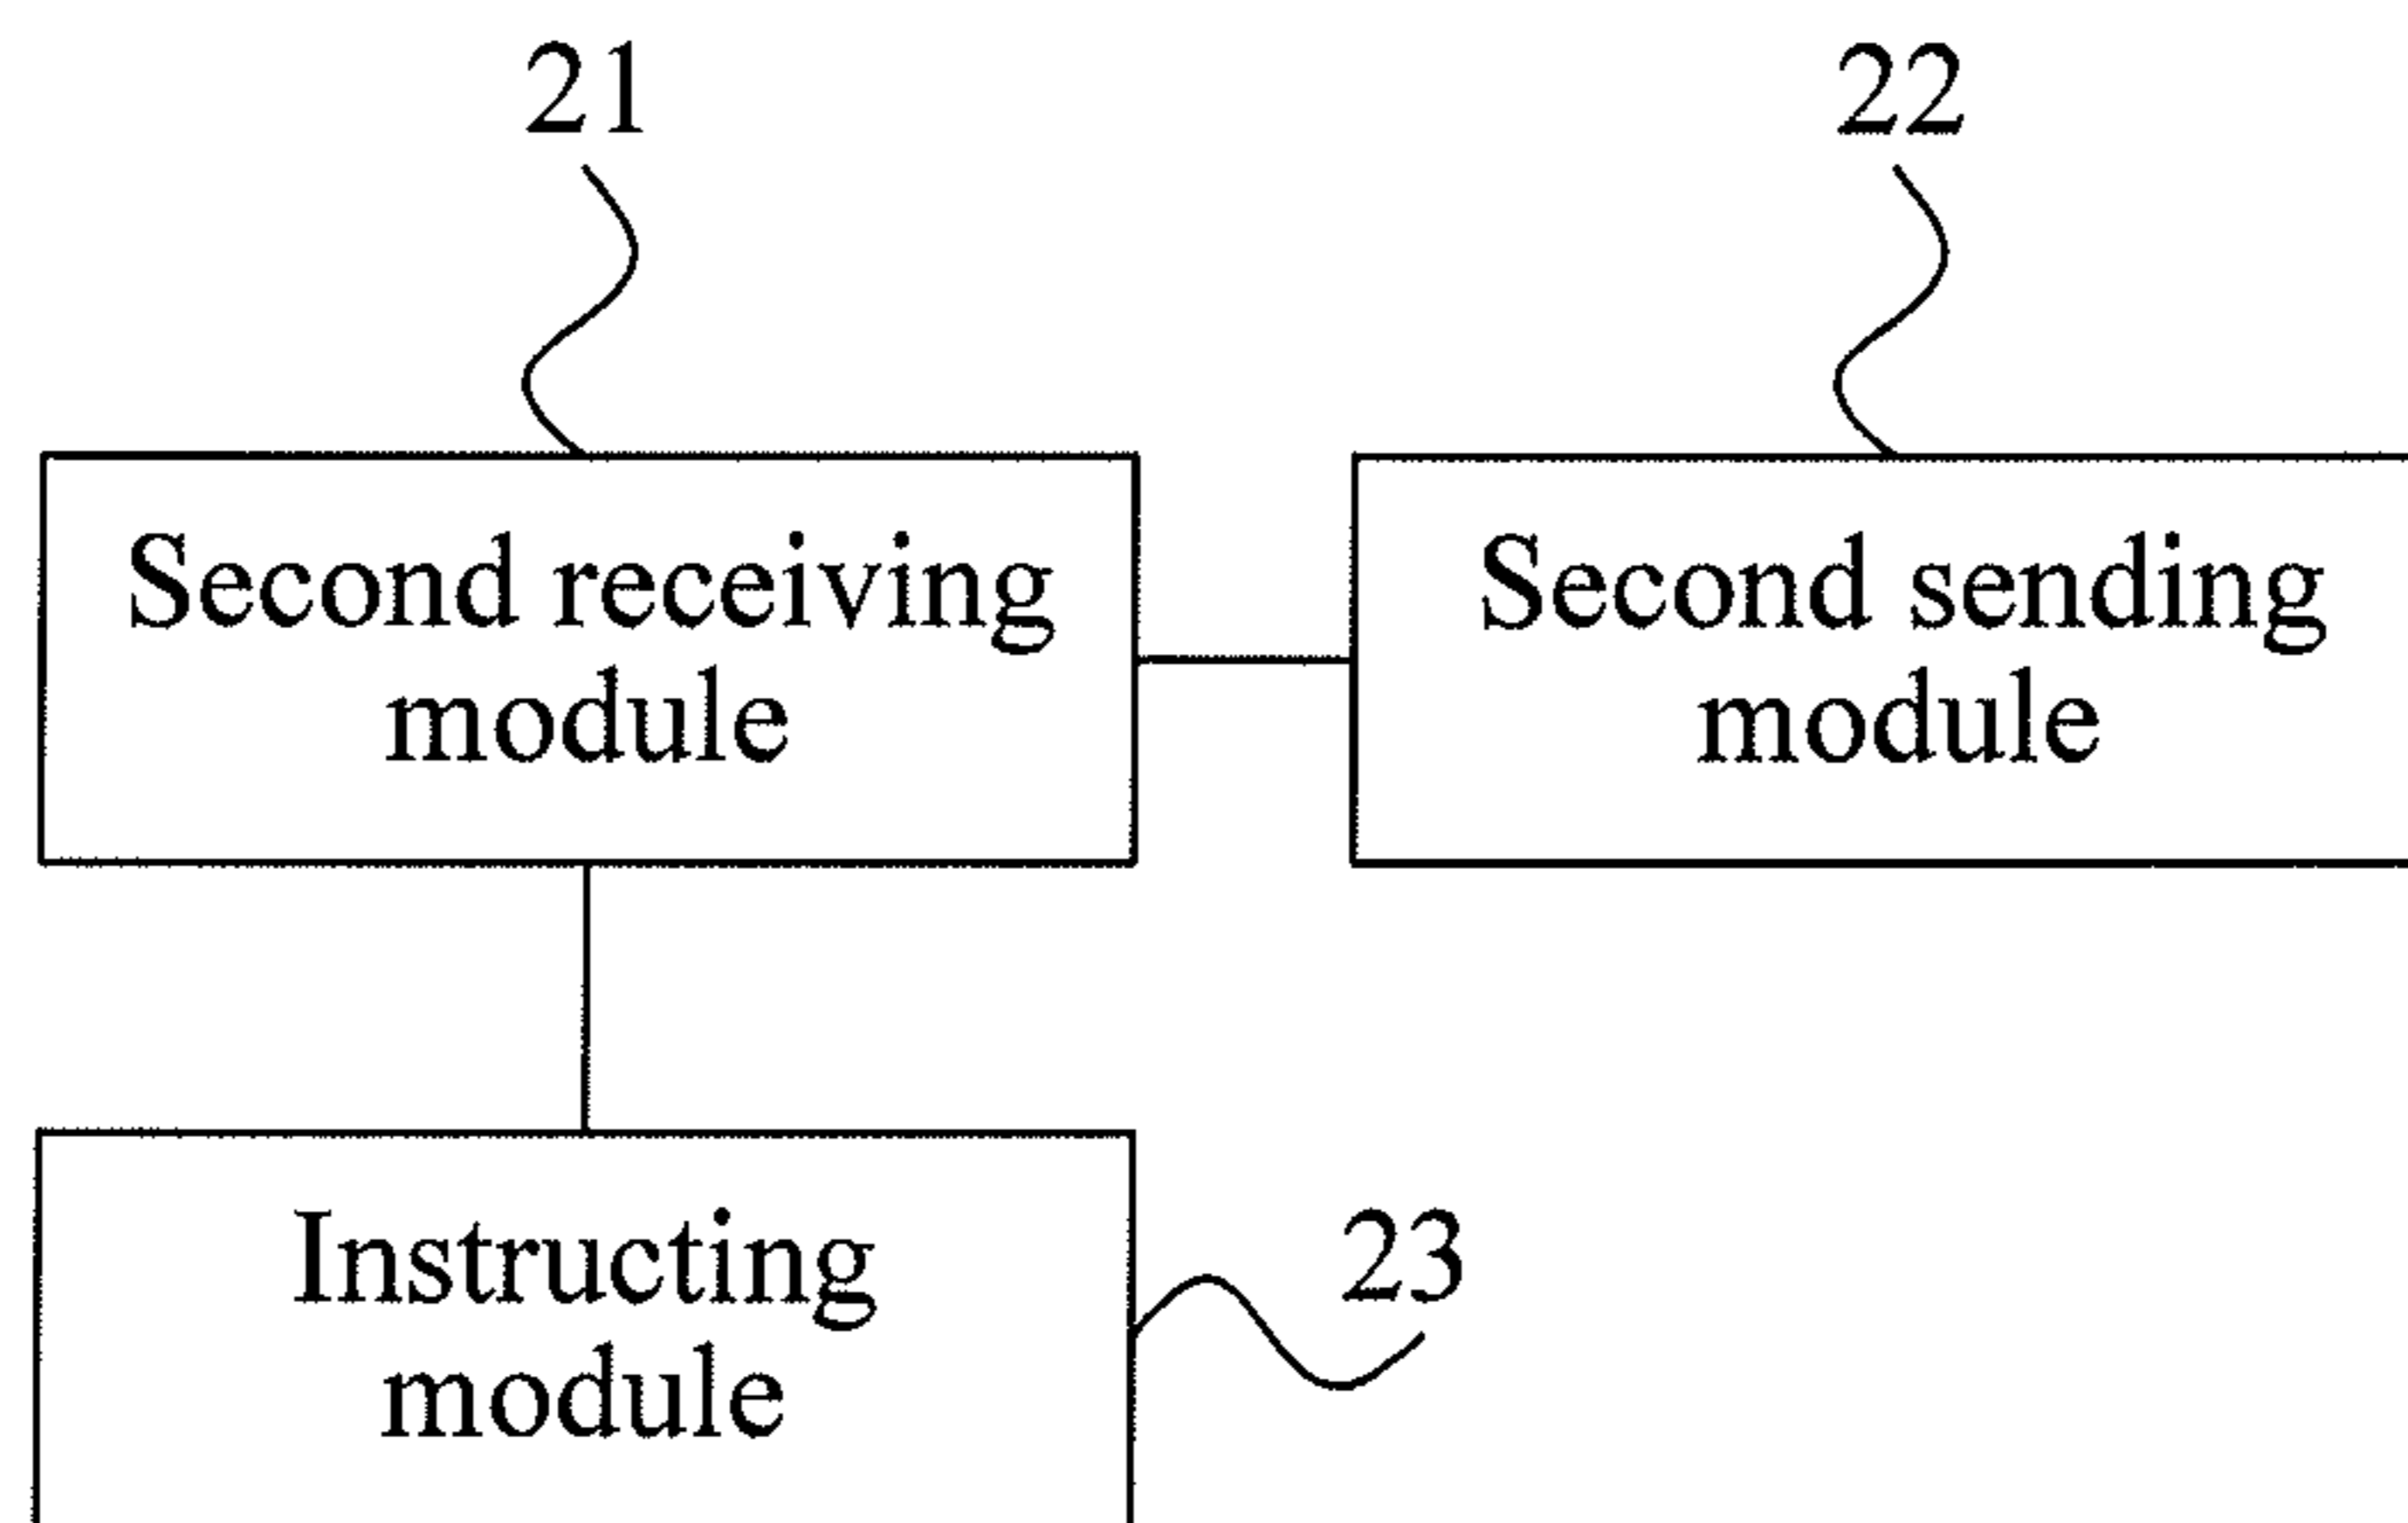 21
22
Second receiving
module
Second sending
module
Instructing
module
23